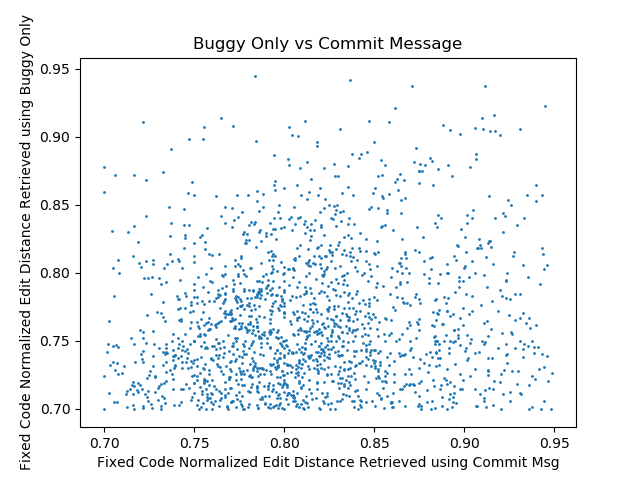 Buggy Only vs Commit Message
Fixed Code Normalized Edit Distance Retrieved using Buggy Only
0.95
0.90
0.85
0.80
0.75
0.70
0.70 0.75 0.80 0.85 0.90 0.95
Fixed Code Normalized Edit Distance Retrieved using Commit Msg